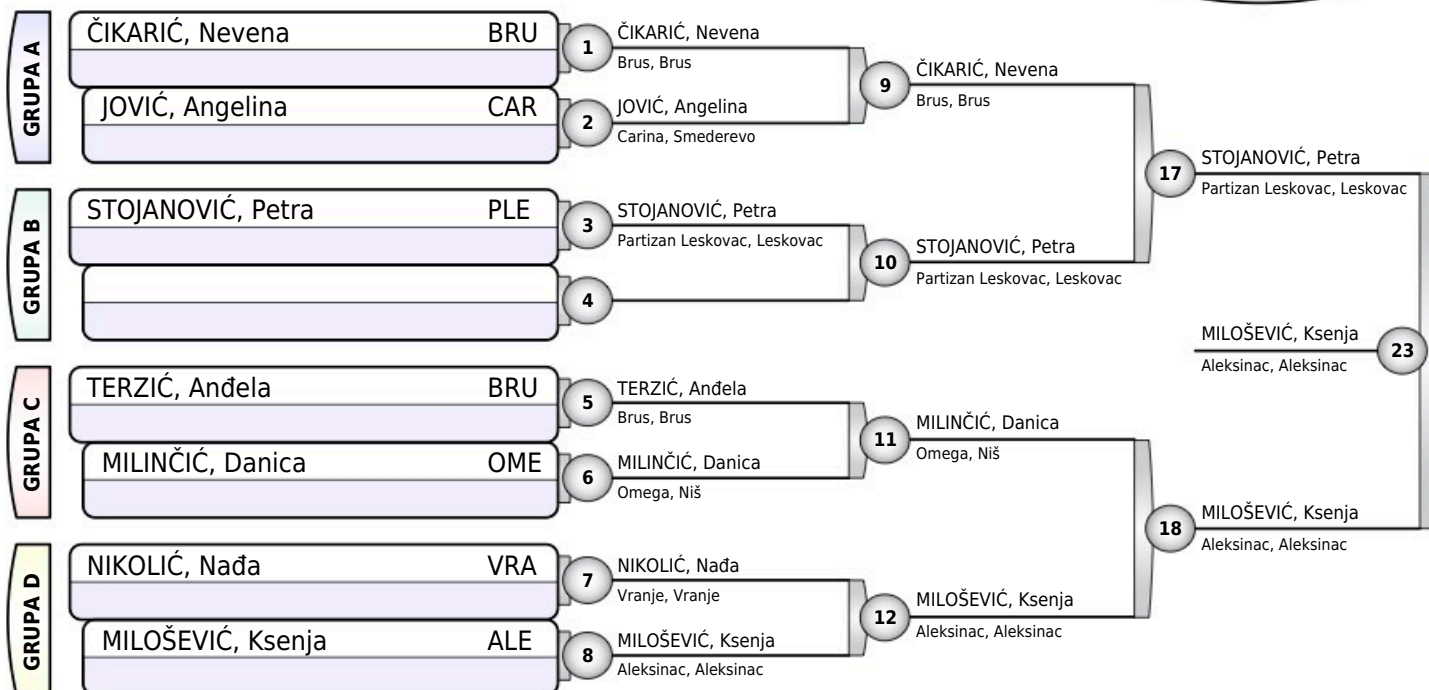 GRUPA A
ČIKARIĆ, Nevena BRU
JOVIĆ, Angelina CAR
1
ČIKARIĆ, Nevena
Brus, Brus
2
JOVIĆ, Angelina
Carina, Smederevo
9
ČIKARIĆ, Nevena
Brus, Brus
GRUPA B
STOJANOVIĆ, Petra PLE
3
STOJANOVIĆ, Petra
Partizan Leskovac, Leskovac
4
10
STOJANOVIĆ, Petra
Partizan Leskovac, Leskovac
17
STOJANOVIĆ, Petra
Partizan Leskovac, Leskovac
GRUPA C
TERZIĆ, Anđela BRU
MILINČIĆ, Danica OME
5
TERZIĆ, Anđela
Brus, Brus
6
MILINČIĆ, Danica
Omega, Niš
11
MILINČIĆ, Danica
Omega, Niš
GRUPA D
NIKOLIĆ, Nađa VRA
MILOŠEVIĆ, Ksenja ALE
7
NIKOLIĆ, Nađa
Vranje, Vranje
8
MILOŠEVIĆ, Ksenja
Aleksinac, Aleksinac
12
MILOŠEVIĆ, Ksenja
Aleksinac, Aleksinac
18
MILOŠEVIĆ, Ksenja
Aleksinac, Aleksinac
MILOŠEVIĆ, Ksenja
Aleksinac, Aleksinac
23